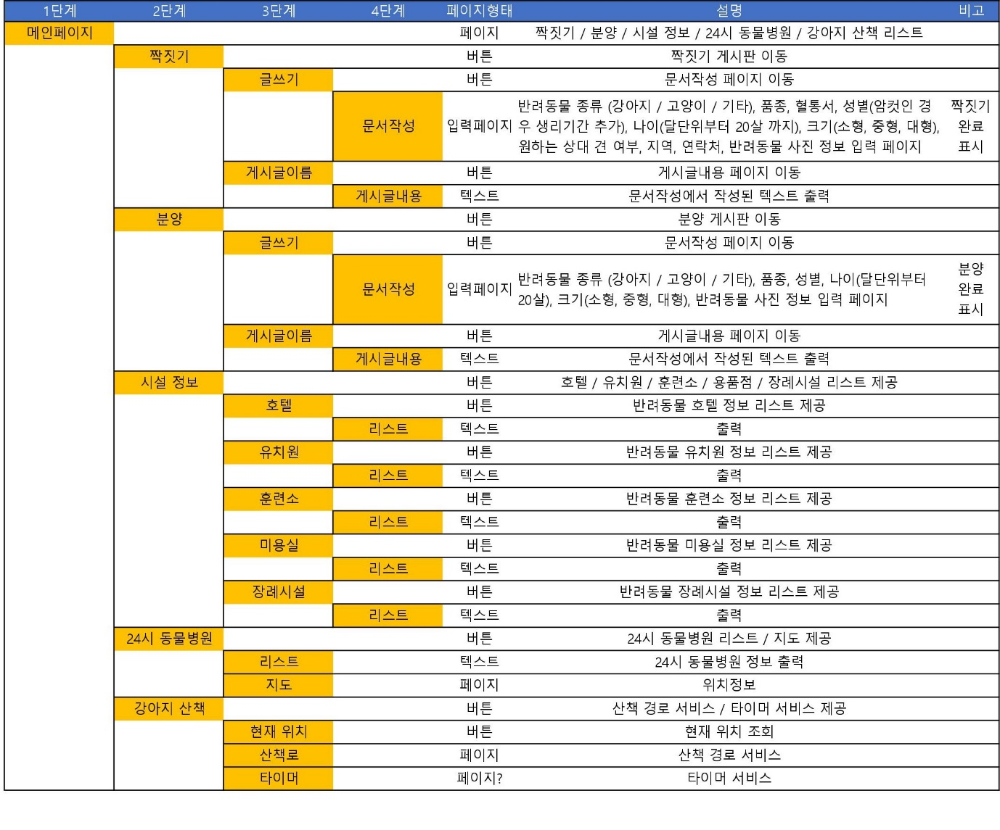 1단계 2단계 3단계 4단계 페이지형태 설명 비고
메인페이지 페이지 짝짓기 / 분양 / 시설 정보 / 24시 동물병원 / 강아지 산책 리스트
짝짓기 버튼 짝짓기 게시판 이동
글쓰기 버튼 문서작성 페이지 이동
문서작성 입력페이지 반려동물 종류 (강아지 / 고양이 / 기타), 품종, 혈통서, 성별(암컷인 경
우 생리기간 추가), 나이(달단위부터 20살 까지), 크기(소형, 중형, 대형),
원하는 상대 견 여부, 지역, 연락처, 반려동물 사진 정보 입력 페이지
짝짓기
완료
표시
게시글이름 버튼 게시글내용 페이지 이동
게시글내용 텍스트 문서작성에서 작성된 텍스트 출력
분양 버튼 분양 게시판 이동
글쓰기 버튼 문서작성 페이지 이동
문서작성 입력페이지 반려동물 종류 (강아지 / 고양이 / 기타), 품종, 성별, 나이(달단위부터
20살), 크기(소형, 중형, 대형), 반려동물 사진 정보 입력 페이지
분양
완료
표시
게시글이름 버튼 게시글내용 페이지 이동
게시글내용 텍스트 문서작성에서 작성된 텍스트 출력
시설 정보 버튼 호텔 / 유치원 / 훈련소 / 용품점 / 장례시설 리스트 제공
호텔 버튼 반려동물 호텔 정보 리스트 제공
리스트 텍스트 출력
유치원 버튼 반려동물 유치원 정보 리스트 제공
리스트 텍스트 출력
훈련소 버튼 반려동물 훈련소 정보 리스트 제공
리스트 텍스트 출력
미용실 버튼 반려동물 미용실 정보 리스트 제공
리스트 텍스트 출력
장례시설 버튼 반려동물 장례시설 정보 리스트 제공
리스트 텍스트 출력
24시 동물병원 버튼 24시 동물병원 리스트 / 지도 제공
리스트 텍스트 24시 동물병원 정보 출력
지도 페이지 위치정보
강아지 산책 버튼 산책 경로 서비스 / 타이머 서비스 제공
현재 위치 버튼 현재 위치 조회
산책로 페이지 산책 경로 서비스
타이머 페이지? 타이머 서비스